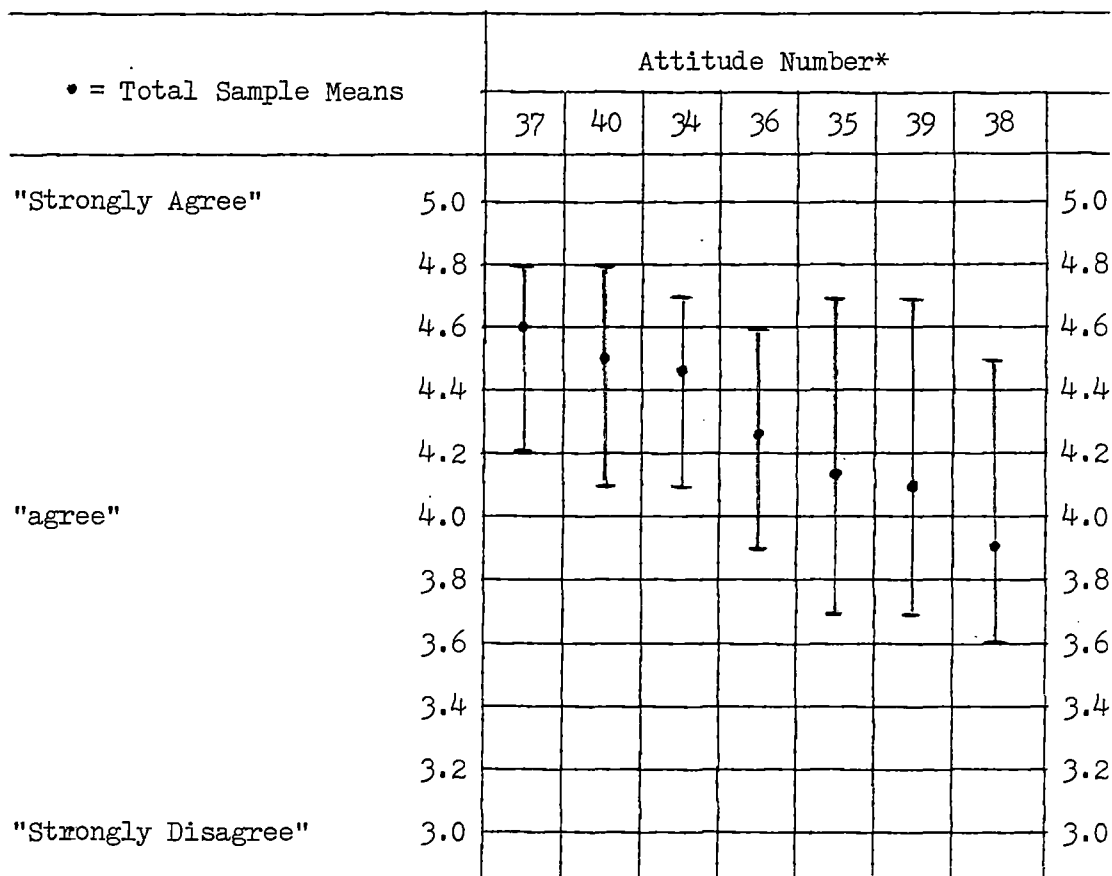 Attitude Number*
• = Total Sample Means
37 40 34 36 35 39 38
"Strongly Agree" 5.0 5.0
4.8 4.8
4.6 4.6
4.4 4.4
4.2 4.2
"agree" 4.0 4.0
3.8 3.8
3.6 3.6
3.4 3.4
3.2 3.2
"Strongly Disagree" 3.0 3.0